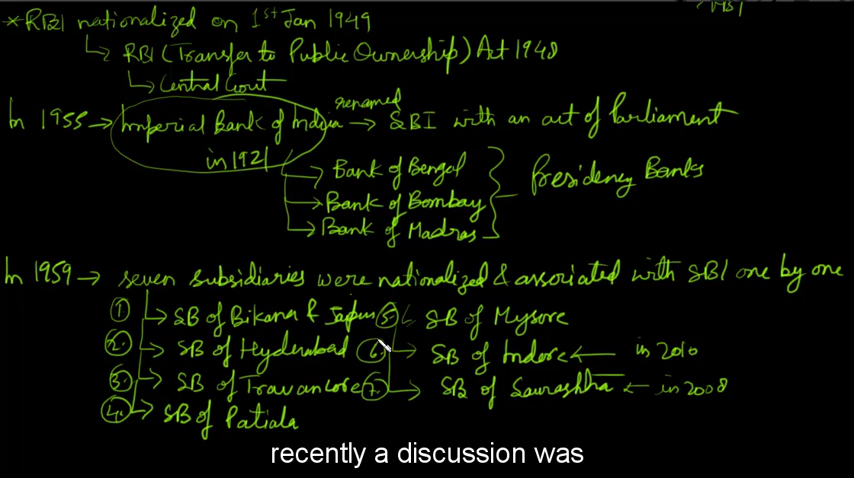 *RBI nationalized on 1st Jan 1949
RBI (Transfer to Public Ownership) Act 1948
Central Govt
In 1955 → Imperial Bank of India renamed → SBI with an act of Parliament
in 1921
Bank of Bengal
Bank of Bombay
Bank of Madras
Presidency Banks
In 1959 → seven subsidiaries were nationalized & associated with SBI one by one
1 SB of Bikaner & Jaipur
2. SB of Hyderabad
3. SB of Travancore
4. SB of Patiala
5. SB of Mysore
6. SB of Indore ← in 2010
7. SB of Saurashtra ← in 2008
recently a discussion was